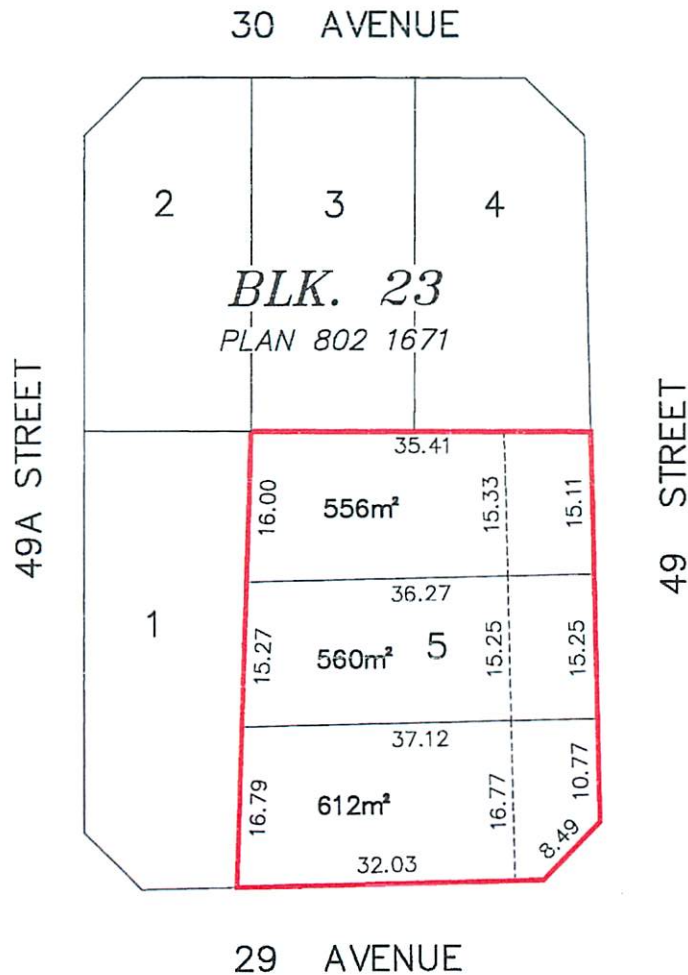 30 AVENUE
2
3
4
BLK. 23
PLAN 802 1671
49A STREET
49 STREET
35.41
16.00
556m²
15.33
15.11
36.27
1
15.27
560m²
5
15.25
15.25
37.12
16.79
612m²
16.77
10.77
8.49
32.03
29 AVENUE